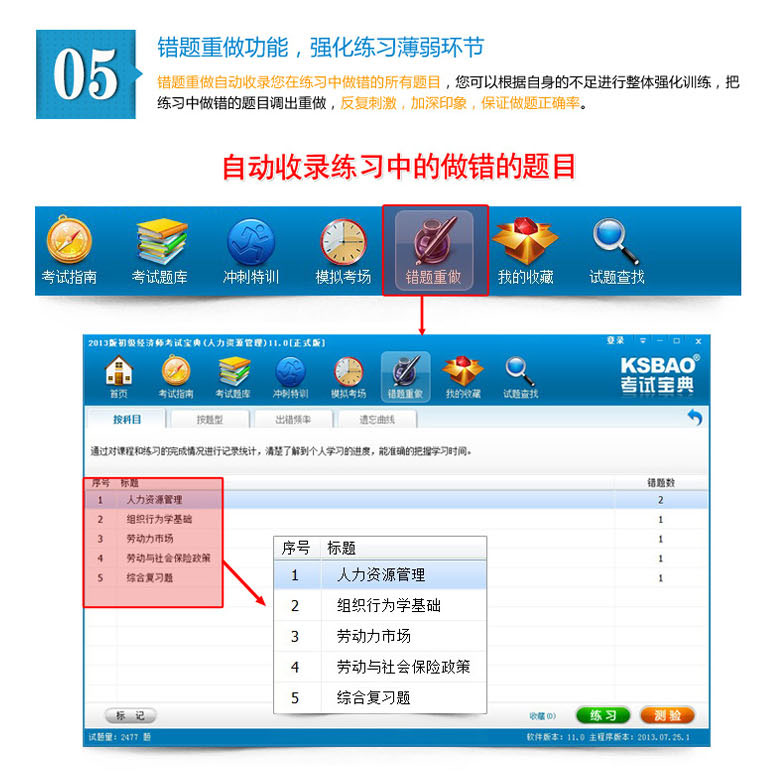 05
错题重做功能，强化练习薄弱环节
错题重做自动收录您在练习中做错的所有题目，您可以根据自身的不足进行整体强化训练，把
练习中做错的题目调出重做，反复刺激，加深印象，保证做题正确率。
自动收录练习中的做错的题目
考试指南 考试题库 冲刺特训 模拟考场 错题重做 我的收藏 试题查找
2013版初级经济师考试宝典(人力资源管理)11.0[正式版] 登录
首页 考试指南 考试题库 冲刺特训 模拟考场 错题重做 我的收藏 试题查找
KSBAO®
考试宝典
按科目 按题型 出错频率 遗忘曲线
通过对课程和练习的完成情况进行记录统计，清楚了解到个人学习的进度，能准确的把握学习时间。
序号 标题 错题数
1 人力资源管理 2
2 组织行为学基础 1
3 劳动力市场 1
4 劳动与社会保险政策 1
5 综合复习题 1
序号 标题
1 人力资源管理
2 组织行为学基础
3 劳动力市场
4 劳动与社会保险政策
5 综合复习题
标 记 收藏(0) 练习 测验
试题量：2477 题 软件版本：11.0 主程序版本：2013.07.25.1